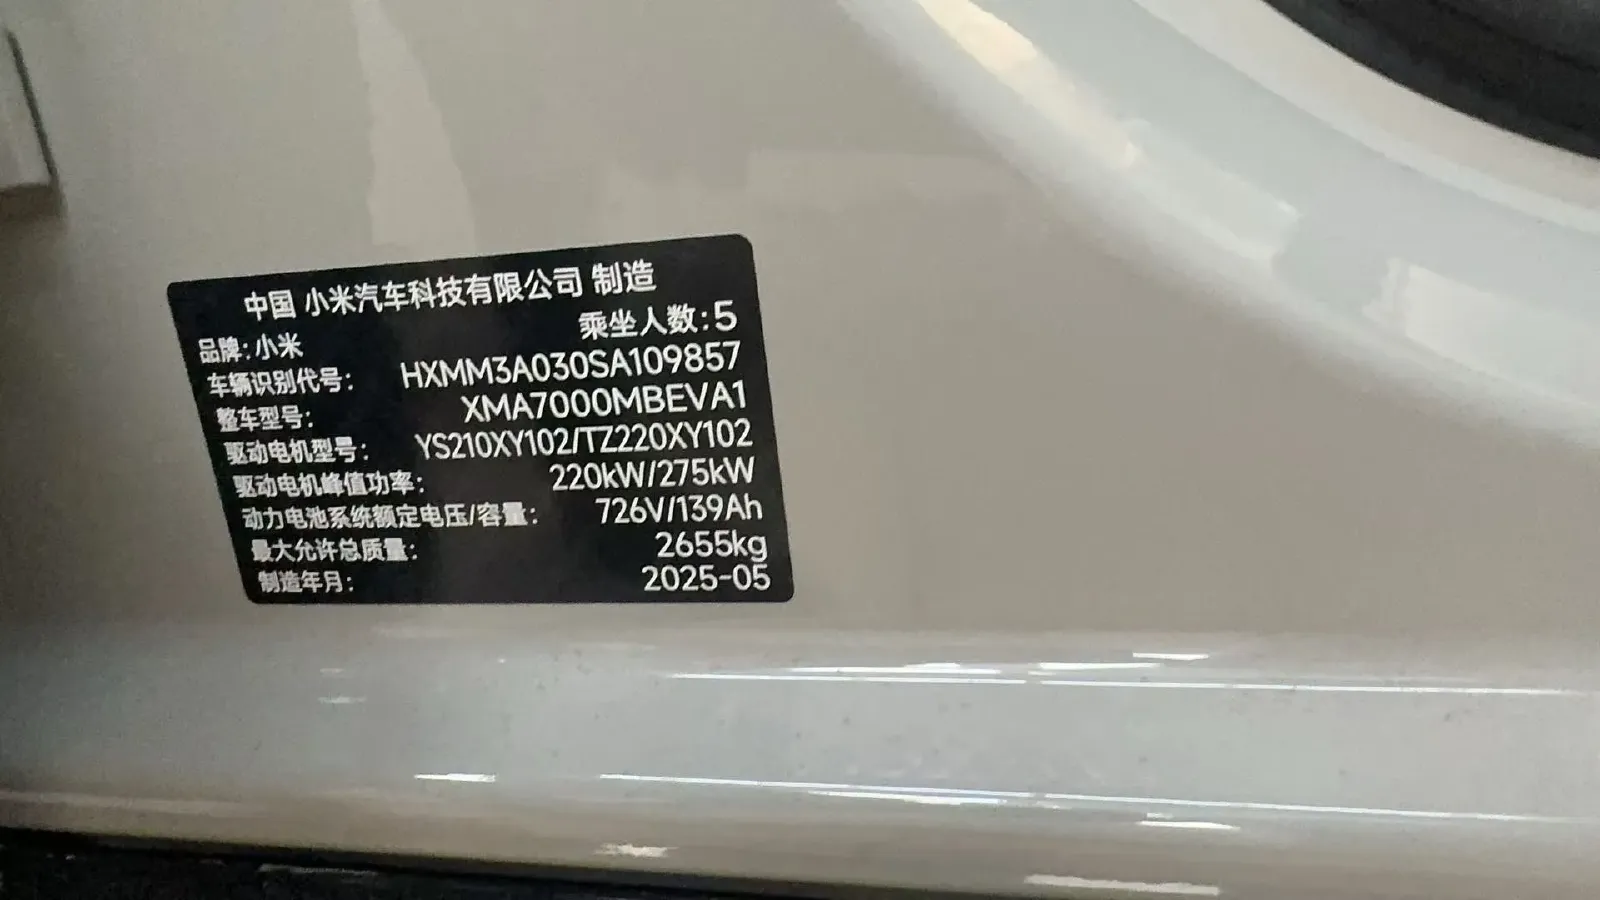 中国 小米汽车科技有限公司 制造
品牌:小米 乘坐人数:5
车辆识别代号: HXMM3A030SA109857
整车型号: XMA7000MBEVA1
驱动电机型号: YS210XY102/TZ220XY102
驱动电机峰值功率: 220kW/275kW
动力电池系统额定电压/容量: 726V/139Ah
最大允许总质量: 2655kg
制造年月: 2025-05